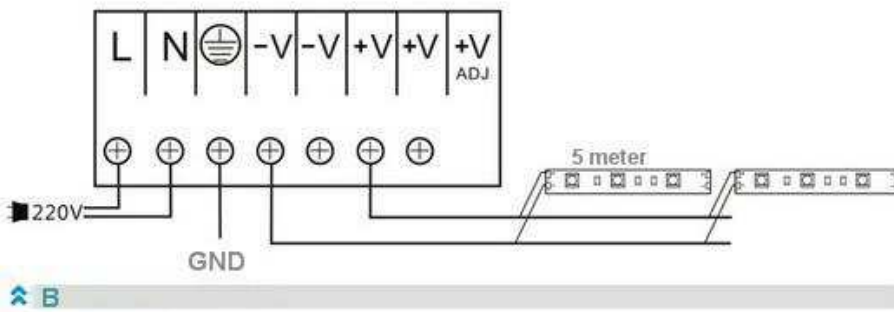 L N -V -V +V +V +V
ADJ
5 meter
220V
GND
B